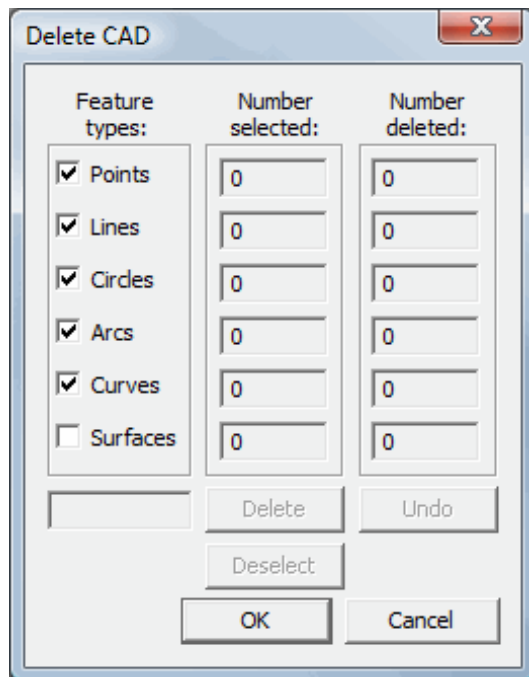 Delete CAD
Feature types:
Number selected:
Number deleted:
Points 0 0
Lines 0 0
Circles 0 0
Arcs 0 0
Curves 0 0
Surfaces 0 0
Delete Undo
Deselect
OK Cancel